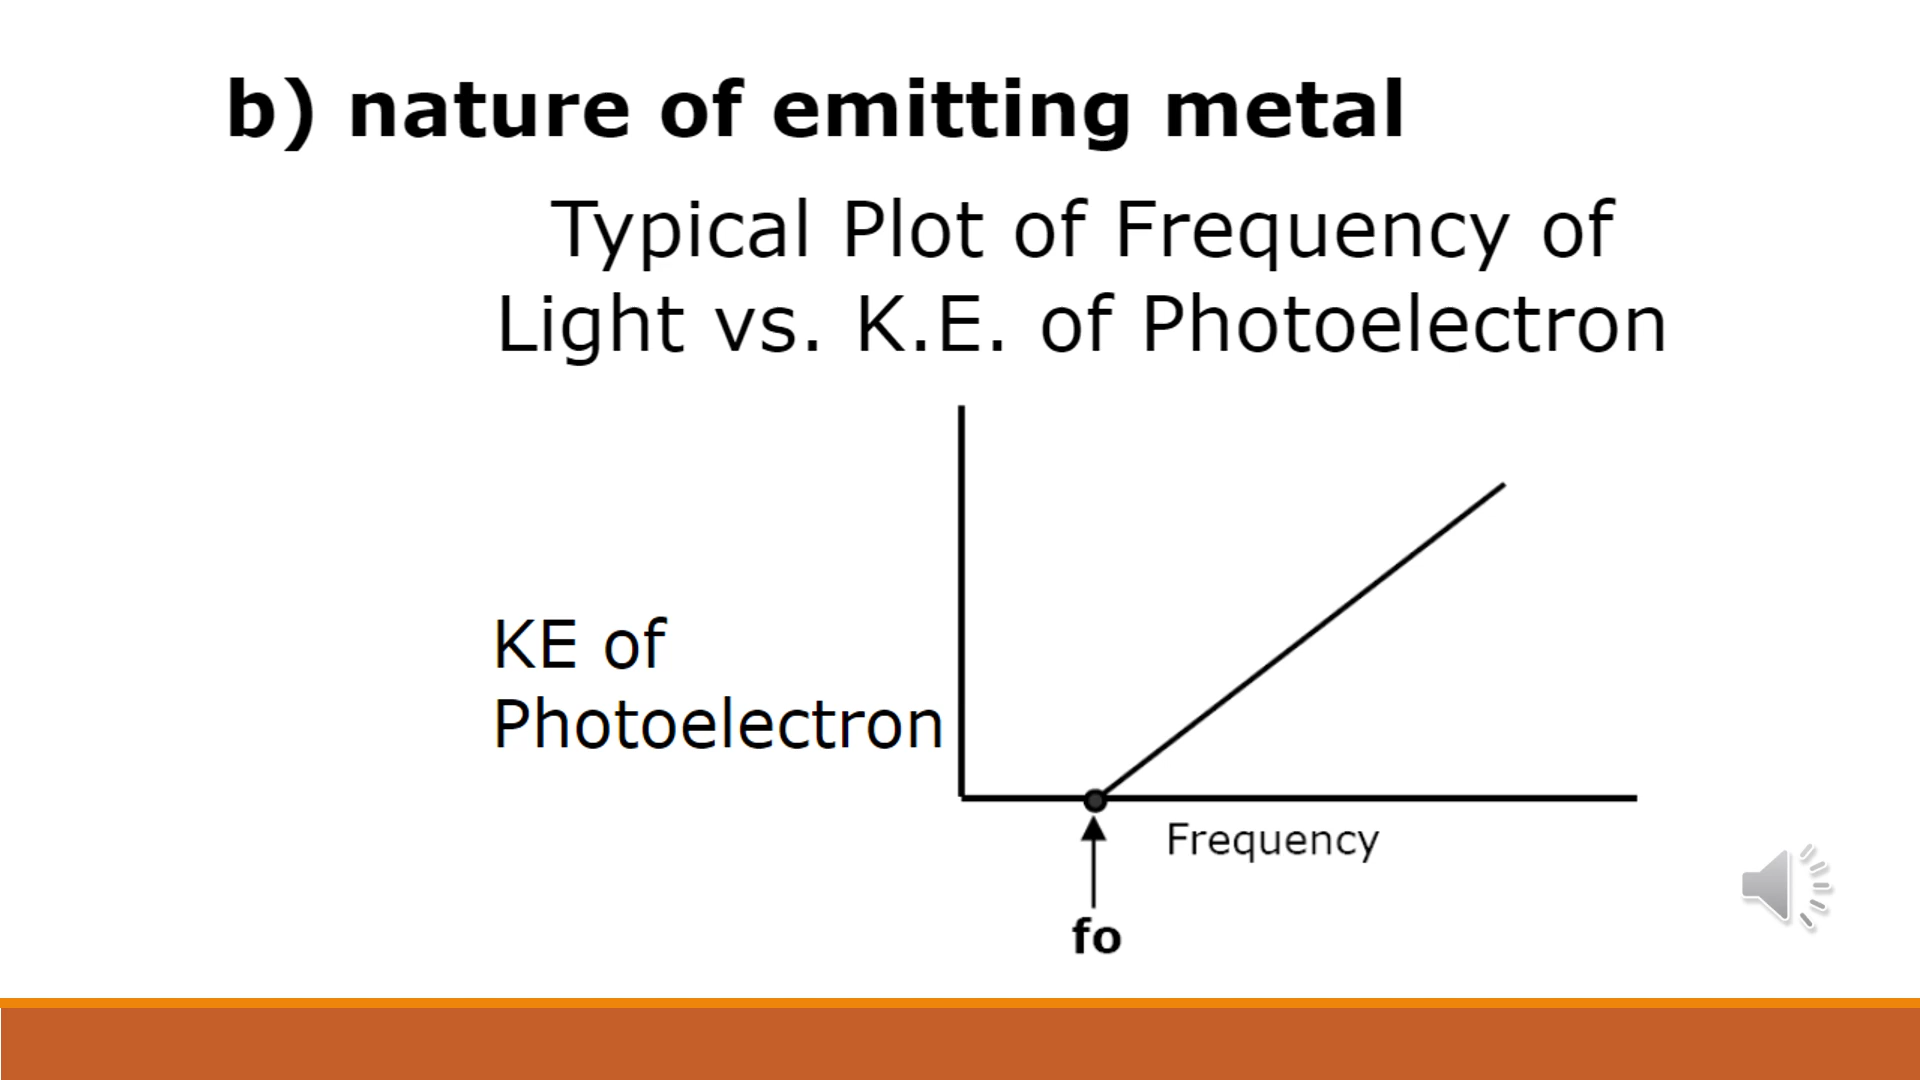 b) nature of emitting metal
Typical Plot of Frequency of
Light vs. K.E. of Photoelectron
KE of
Photoelectron
Frequency
fo